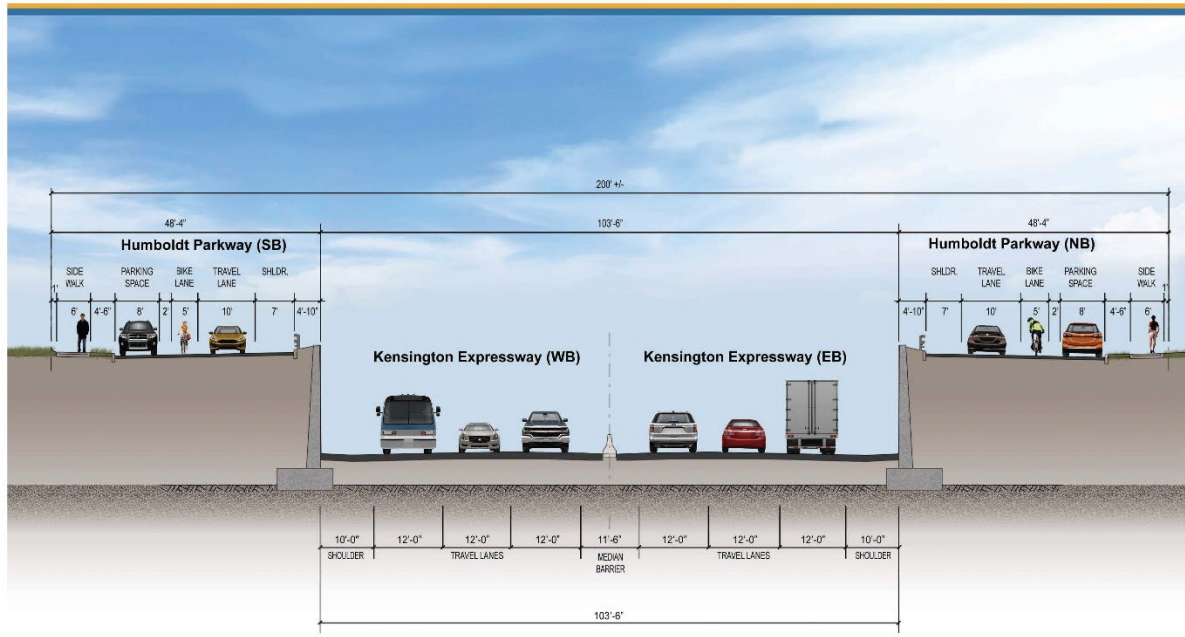 200' +/-
48'-4"
103'-6"
48'-4"
Humboldt Parkway (SB)
Humboldt Parkway (NB)
SIDE
WALK
PARKING
SPACE
BIKE
LANE
TRAVEL
LANE
SHLDR.
SHLDR.
TRAVEL
LANE
BIKE
LANE
PARKING
SPACE
SIDE
WALK
1' 6' 4'-6" 8' 2' 5' 10' 7' 4'-10"
4'-10" 7' 10' 5' 2' 8' 4'-6" 6' 1'
Kensington Expressway (WB)
Kensington Expressway (EB)
10'-0" 12'-0" 12'-0" 12'-0" 11'-6" 12'-0" 12'-0" 12'-0" 10'-0"
SHOULDER
TRAVEL LANES
MEDIAN
BARRIER
TRAVEL LANES
SHOULDER
103'-6"